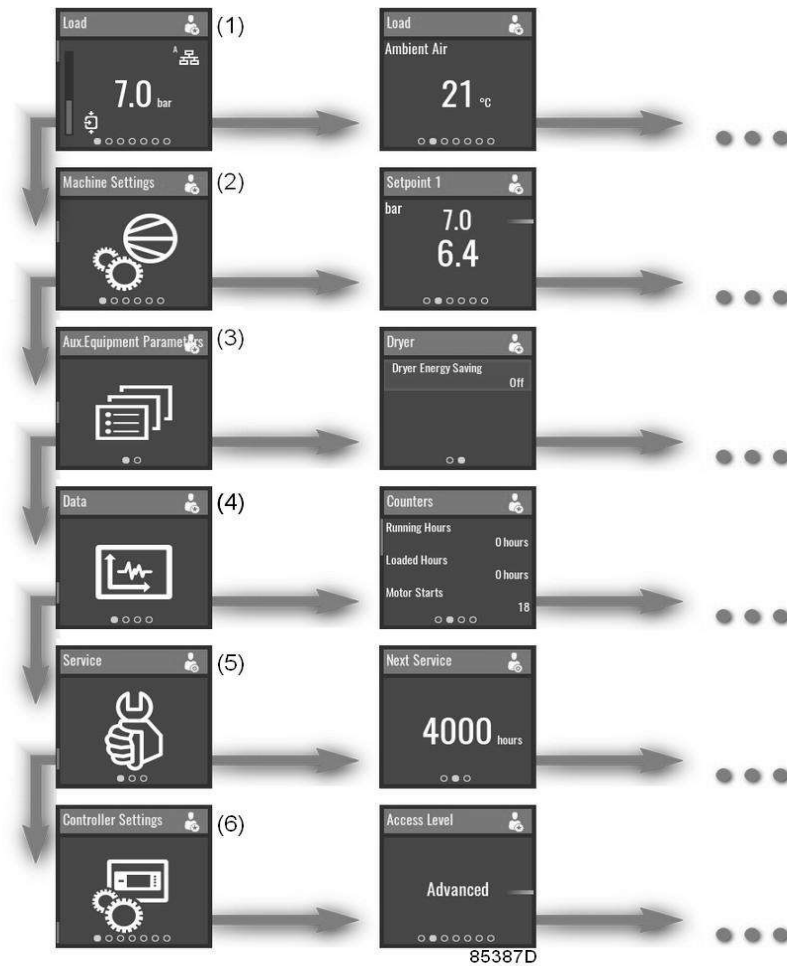 Load
(1)
A
7.0 bar
Load
Ambient Air
21 °C
Machine Settings
(2)
Setpoint 1
bar
7.0
6.4
Aux.Equipment Parameters
(3)
Dryer
Dryer Energy Saving
Off
Data
(4)
Counters
Running Hours
0 hours
Loaded Hours
0 hours
Motor Starts
18
Service
(5)
Next Service
4000 hours
Controller Settings
(6)
Access Level
Advanced
85387D